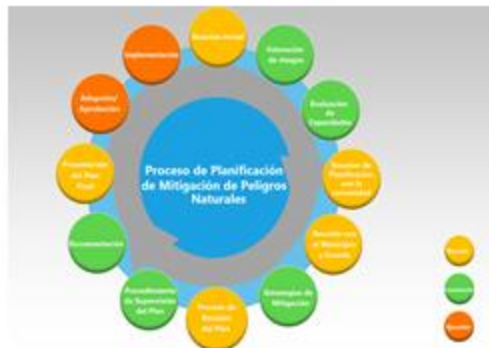 Reunión Inicial
Estimación
de riesgos
Evaluación
de
Capacidades
Reunión de
Planificación
con la
comunidad
Reunión con
el Municipio
y Guarda
Estrategias de
Mitigación
Proceso de
Revisión
del Plan
Procedimiento
de Supervisión
del Plan
Documentación
Presentación
del Plan
Final
Adopción/
Aprobación
Implementación
Proceso de Planificación
de Mitigación de Peligros
Naturales